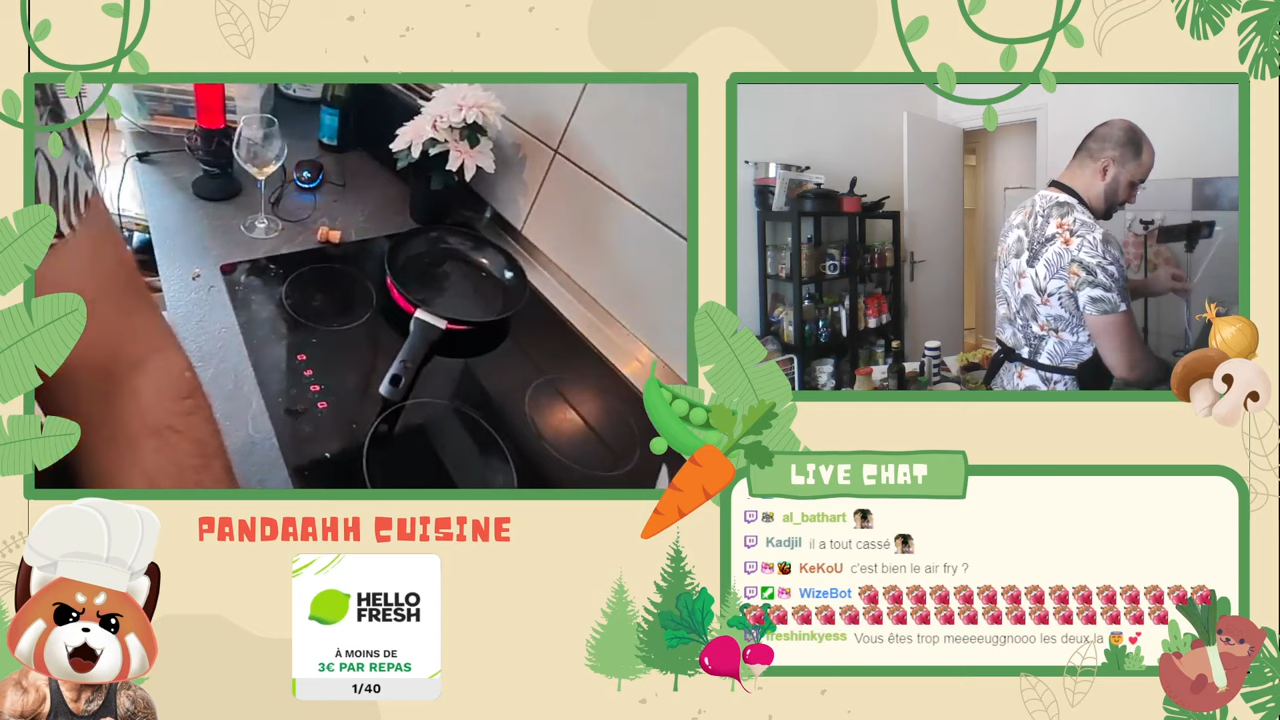 LIVE CHAT
al_bathart
Kadjil il a tout cassé
KeKoU c'est bien le air fry ?
WizeBot
freshinkyess Vous êtes trop meeeeuggnooo les deux la
PANDAAHH CUISINE
HELLO
FRESH
À MOINS DE
3€ PAR REPAS
1/40